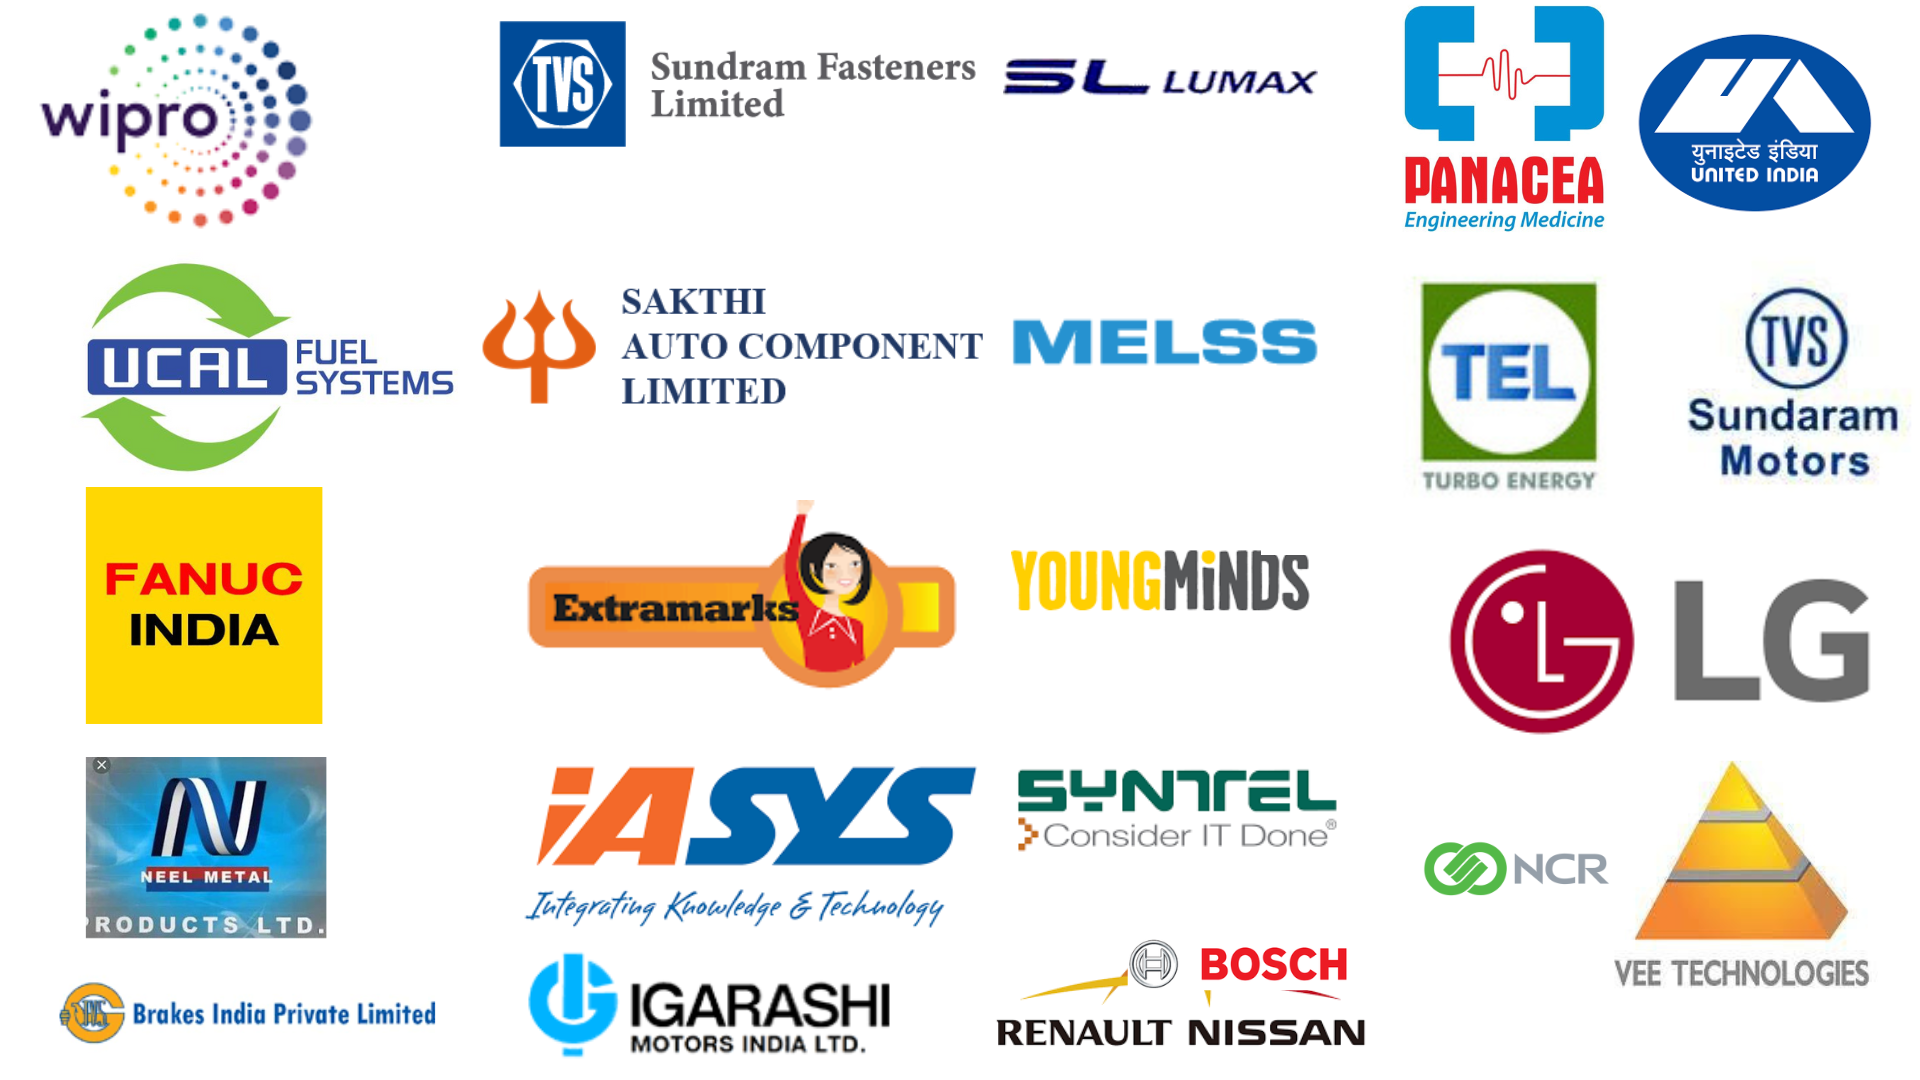 wipro
TVS
Sundram Fasteners
Limited
SL LUMAX
PANACEA
Engineering Medicine
युनाइटेड इंडिया
UNITED INDIA
UCAL FUEL
SYSTEMS
SAKTHI
AUTO COMPONENT
LIMITED
MELSS
TEL
TURBO ENERGY
TVS
Sundaram
Motors
FANUC
INDIA
Extramarks
YOUNGMiNDS
LG
N
NEEL METAL
PRODUCTS LTD.
iASYS
Integrating Knowledge & Technology
SYNTEL
Consider IT Done®
NCR
VEE TECHNOLOGIES
Brakes India Private Limited
IGARASHI
MOTORS INDIA LTD.
BOSCH
RENAULT NISSAN